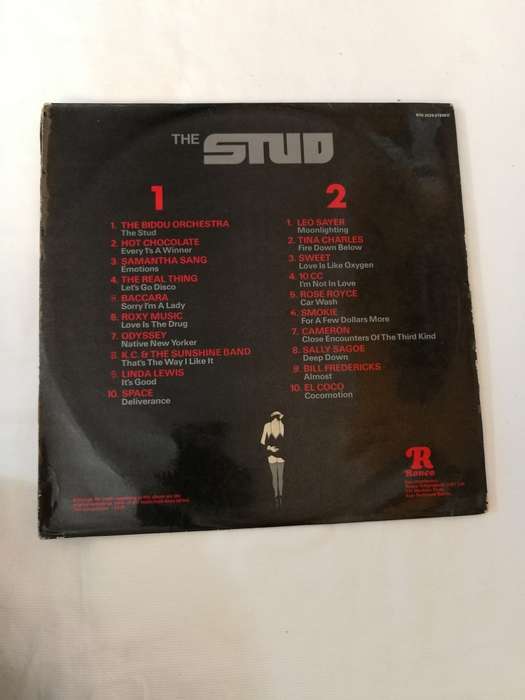 THE STUD
1
1. THE BIDDU ORCHESTRA
The Stud
2. HOT CHOCOLATE
Every 1's A Winner
3. SAMANTHA SANG
Emotions
4. THE REAL THING
Let's Go Disco
5. BACCARA
Sorry I'm A Lady
6. ROXY MUSIC
Love Is The Drug
7. ODYSSEY
Native New Yorker
8. K.C. & THE SUNSHINE BAND
That's The Way I Like It
9. LINDA LEWIS
It's Good
10. SPACE
Deliverance
2
1. LEO SAYER
Moonlighting
2. TINA CHARLES
Fire Down Below
3. SWEET
Love Is Like Oxygen
4. 10 CC
I'm Not In Love
5. ROSE ROYCE
Car Wash
6. SMOKIE
For A Few Dollars More
7. CAMERON
Close Encounters Of The Third Kind
8. SALLY SAGOE
Deep Down
9. BILL FREDERICKS
Almost
10. EL COCO
Cocomotion
R
Ronco